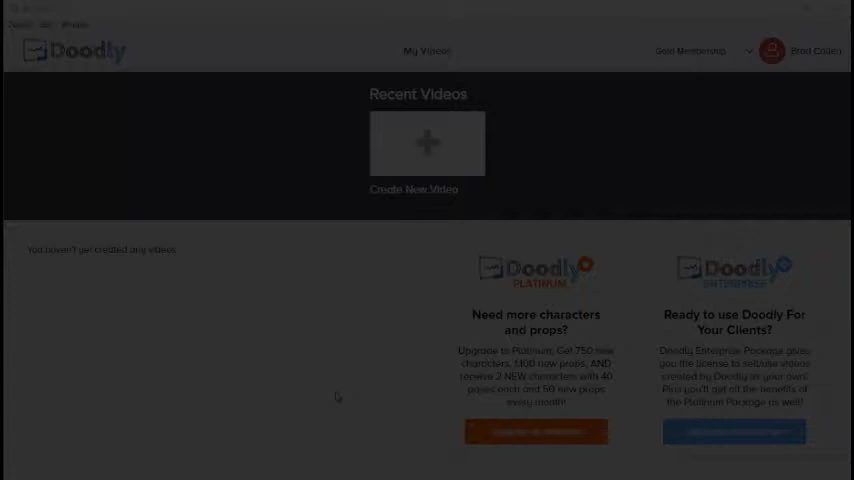 Doodly
My Videos
Gold Membership
Brad Callen
Recent Videos
Create New Video
You haven't yet created any videos
Doodly
PLATINUM
Need more characters
and props?
Upgrade to Platinum, Get 750 new
characters, 1,100 new props, AND
receive 2 NEW characters with 40
poses each and 50 new props
every month!
Doodly
ENTERPRISE
Ready to use Doodly For
Your Clients?
Doodly Enterprise Package gives
you the license to sell/use videos
created by Doodly as your own!
Plus you'll get all the benefits of
the Platinum Package as well!